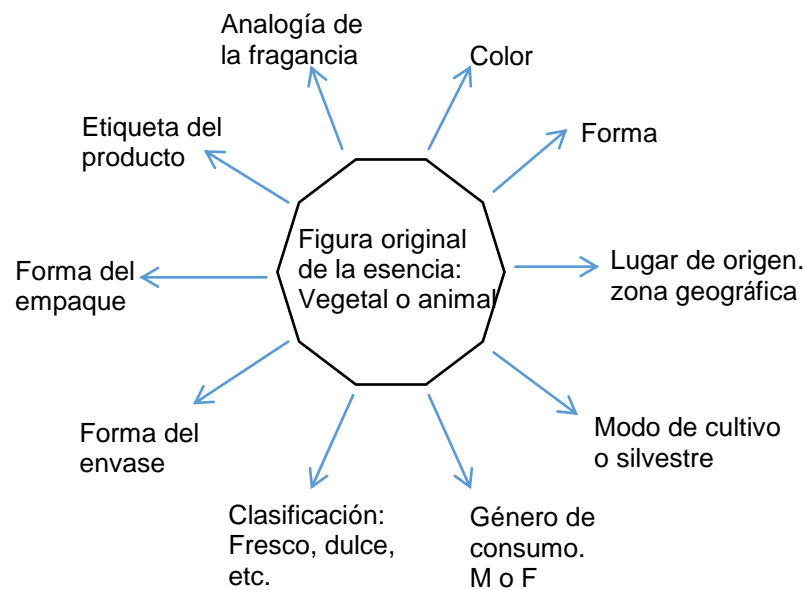 Analogía de
la fragancia
Color
Etiqueta del
producto
Forma
Figura original
de la esencia:
Vegetal o animal
Forma del
empaque
Lugar de origen.
zona geográfica
Forma del
envase
Modo de cultivo
o silvestre
Clasificación:
Fresco, dulce,
etc.
Género de
consumo.
M o F